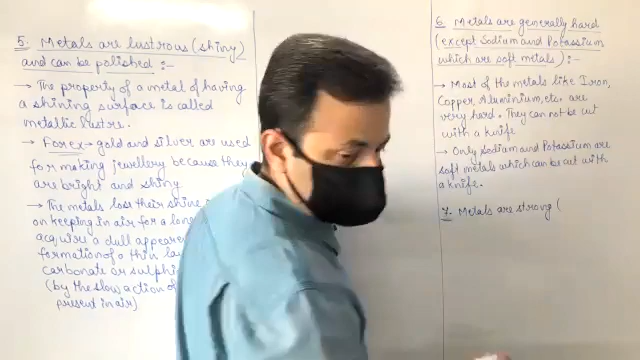 5. Metals are lustrous (shiny)
and can be polished :-
→ The property of a metal of having
a shining surface is called
metallic lustre.
→ Forex → gold and silver are used
for making jewellery because they
are bright and shiny
→ The metals lose their shine
on keeping in air for a long
acquire a dull appear
formation of a thin la
carbonate or sulphi
(by the slow action of
present in air)
6. Metals are generally hard
(except Sodium and Potassium
which are soft metals) :-
→ Most of the metals like Iron,
Copper, Aluminium, etc. are
very hard. They can not be cut
with a knife.
→ Only Sodium and Potassium are
soft metals which can be cut with
a knife.
7. Metals are strong (